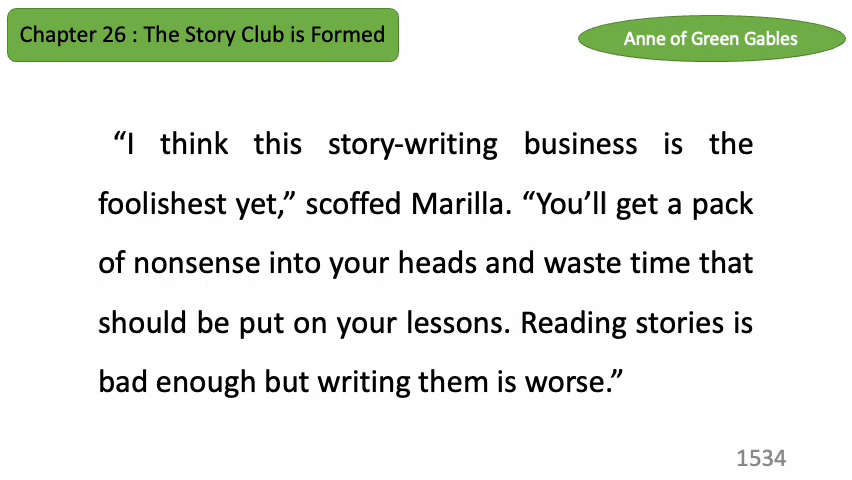 Chapter 26 : The Story Club is Formed
Anne of Green Gables
“I think this story-writing business is the
foolishest yet,” scoffed Marilla. “You’ll get a pack
of nonsense into your heads and waste time that
should be put on your lessons. Reading stories is
bad enough but writing them is worse.”
1534